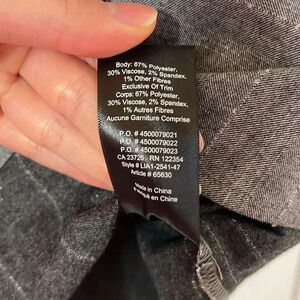 Body: 67% Polyester,
30% Viscose, 2% Spandex,
1% Other Fibres
Exclusive Of Trim
Corps: 67% Polyester,
30% Viscose, 2% Spandex,
1% Autres Fibres
Aucune Garniture Comprise
P.O. # 4500079021
P.O. # 4500079022
P.O. # 4500079023
CA 23725 RN 122354
Style # LIA1-2541-47
Article # 65630
Made in China
en Chine